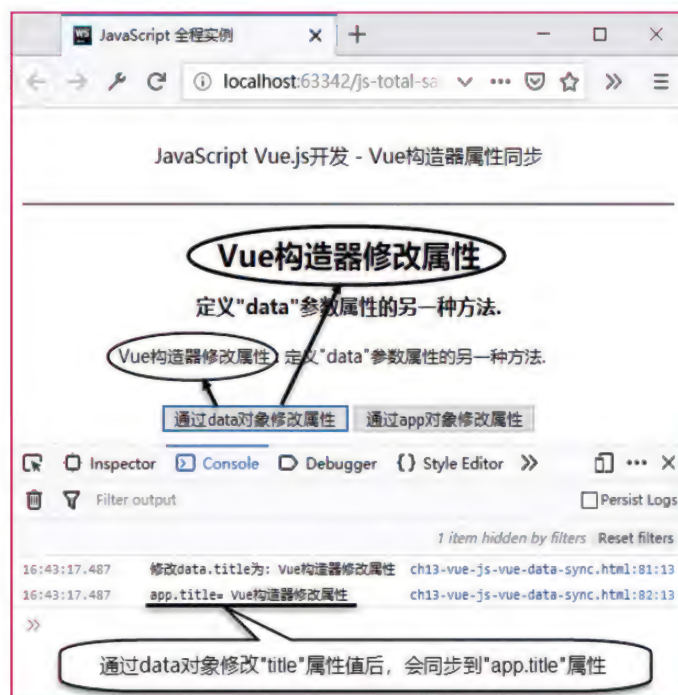 JavaScript 全程实例
localhost:63342/js-total-sa
JavaScript Vue.js开发 - Vue构造器属性同步
Vue构造器修改属性
定义"data"参数属性的另一种方法.
Vue构造器修改属性: 定义"data"参数属性的另一种方法.
通过data对象修改属性 通过app对象修改属性
Inspector Console Debugger {} Style Editor
Filter output Persist Logs
1 item hidden by filters Reset filters
16:43:17.487 修改data.title为: Vue构造器修改属性 ch13-vue-js-vue-data-sync.html:81:13
16:43:17.487 app.title= Vue构造器修改属性 ch13-vue-js-vue-data-sync.html:82:13
通过data对象修改"title"属性值后，会同步到"app.title"属性